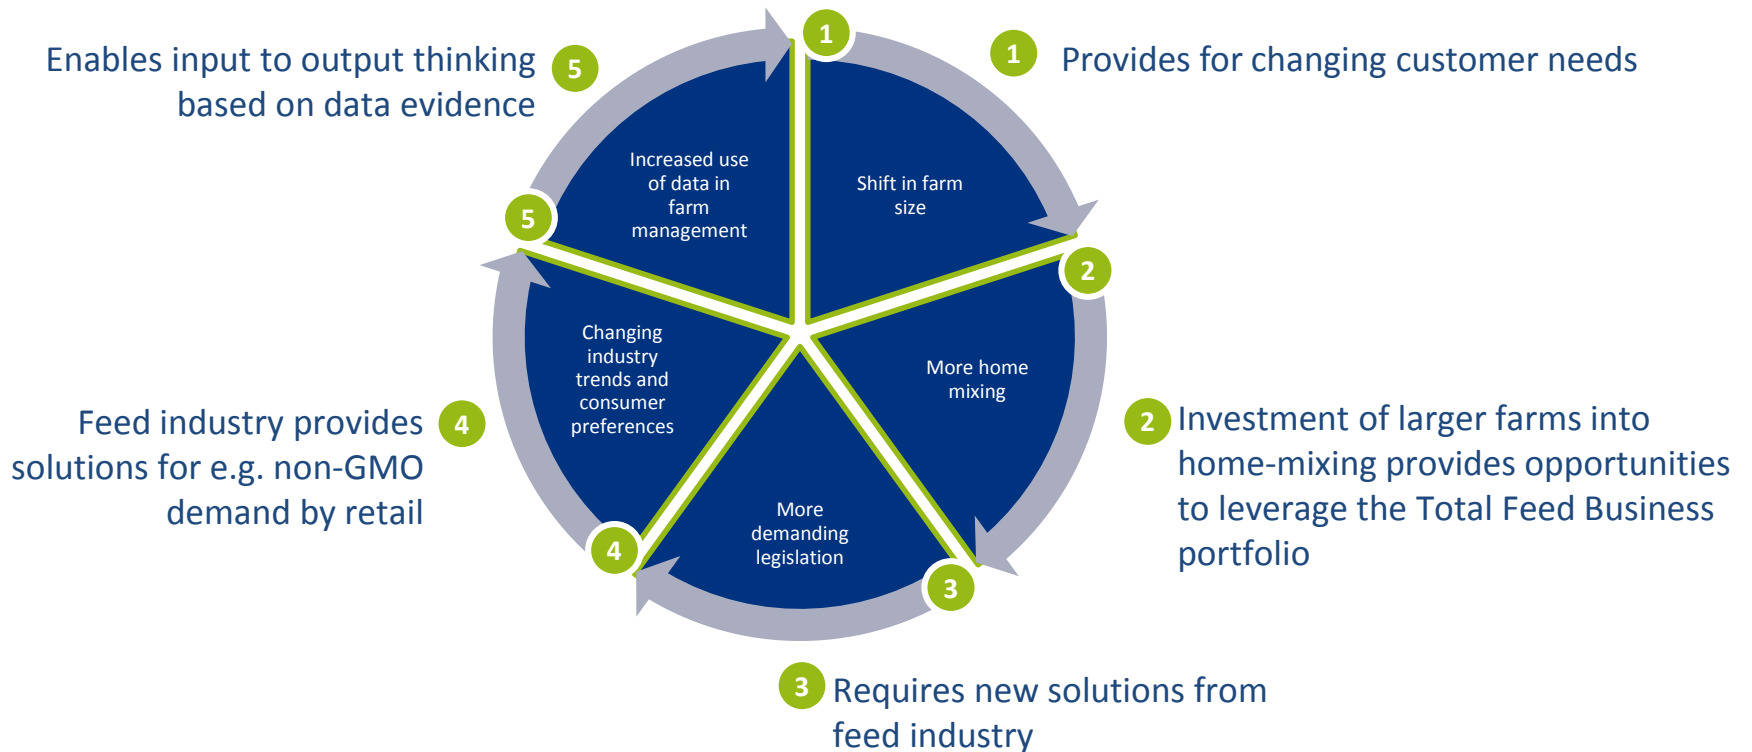 1
1
Provides for changing customer needs
Enables input to output thinking
based on data evidence
5
Increased use
of data in
farm
management
Shift in farm
size
5
2
Changing
industry
trends and
consumer
preferences
More home
mixing
Feed industry provides
solutions for e.g. non-GMO
demand by retail
4
2
Investment of larger farms into
home-mixing provides opportunities
to leverage the Total Feed Business
portfolio
More
demanding
legislation
4
3
3
Requires new solutions from
feed industry